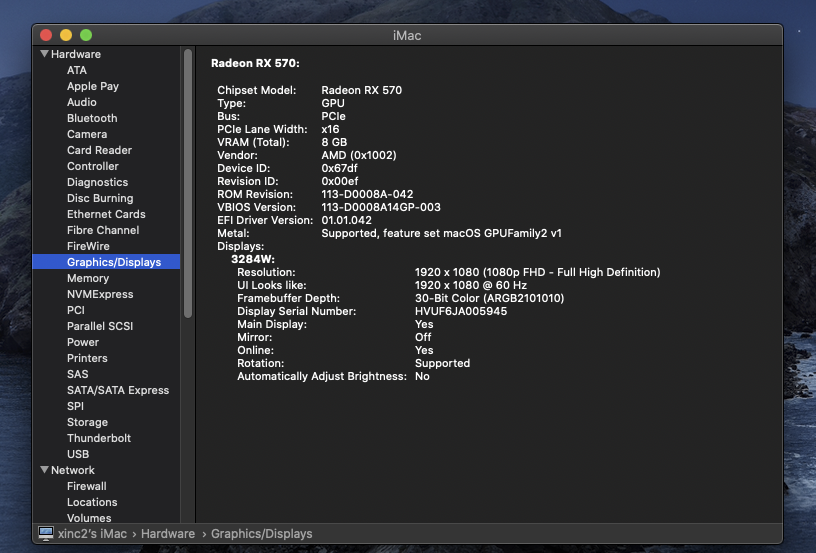 iMac
Hardware
ATA
Apple Pay
Audio
Bluetooth
Camera
Card Reader
Controller
Diagnostics
Disc Burning
Ethernet Cards
Fibre Channel
FireWire
Graphics/Displays
Memory
NVMExpress
PCI
Parallel SCSI
Power
Printers
SAS
SATA/SATA Express
SPI
Storage
Thunderbolt
USB
Network
Firewall
Locations
Volumes
Radeon RX 570:
Chipset Model: Radeon RX 570
Type: GPU
Bus: PCIe
PCIe Lane Width: x16
VRAM (Total): 8 GB
Vendor: AMD (0x1002)
Device ID: 0x67df
Revision ID: 0x00ef
ROM Revision: 113-D0008A-042
VBIOS Version: 113-D0008A14GP-003
EFI Driver Version: 01.01.042
Metal: Supported, feature set macOS GPUFamily2 v1
Displays:
3284W:
Resolution: 1920 x 1080 (1080p FHD - Full High Definition)
UI Looks like: 1920 x 1080 @ 60 Hz
Framebuffer Depth: 30-Bit Color (ARGB2101010)
Display Serial Number: HVUF6JA005945
Main Display: Yes
Mirror: Off
Online: Yes
Rotation: Supported
Automatically Adjust Brightness: No
xinc2's iMac › Hardware › Graphics/Displays